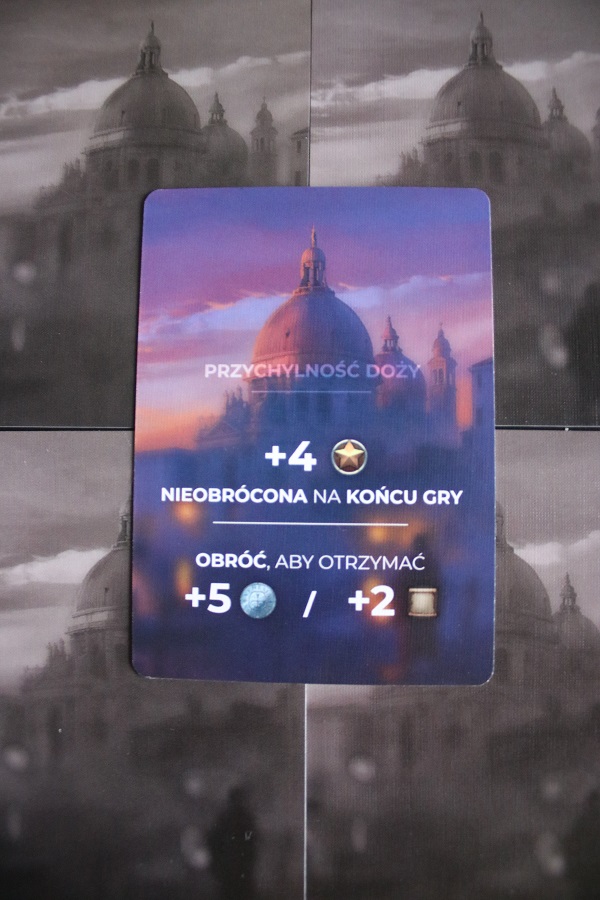 PRZYCHYLNOŚĆ DOŻY
+4
NIEOBRÓCONA NA KOŃCU GRY
OBRÓĆ, ABY OTRZYMAĆ
+5 / +2